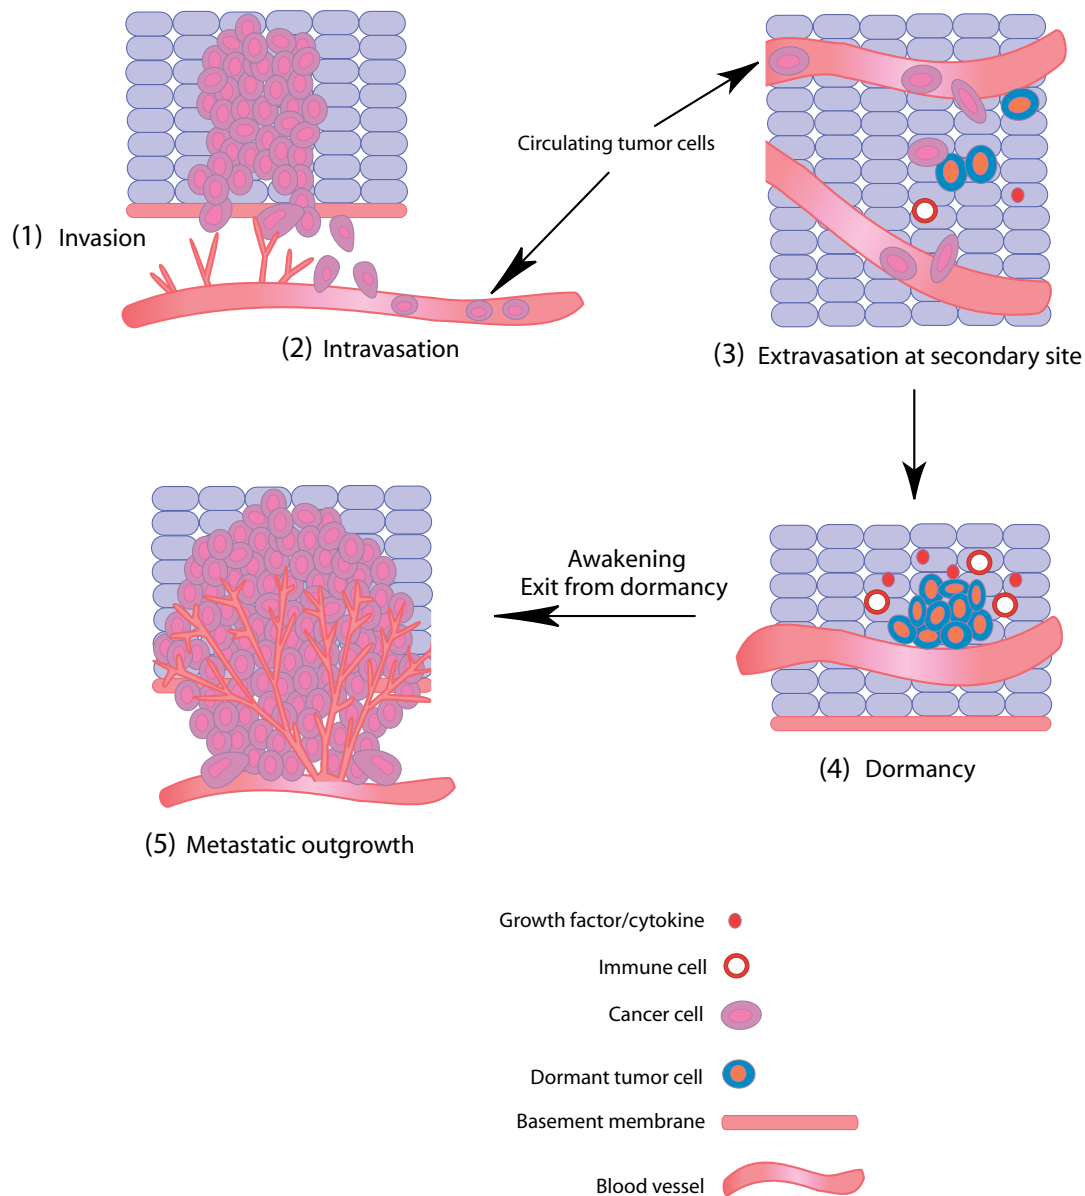 Circulating tumor cells
(1) Invasion
(2) Intravasation
(3) Extravasation at secondary site
Awakening
Exit from dormancy
(4) Dormancy
(5) Metastatic outgrowth
Growth factor/cytokine
Immune cell
Cancer cell
Dormant tumor cell
Basement membrane
Blood vessel